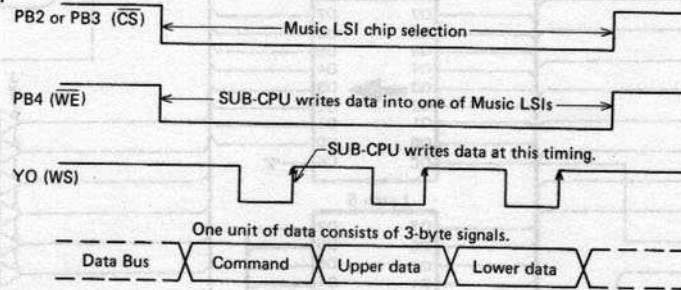 PB2 or PB3 (CS)
Music LSI chip selection
PB4 (WE)
SUB-CPU writes data into one of Music LSIs
SUB-CPU writes data at this timing.
YO (WS)
One unit of data consists of 3-byte signals.
Data Bus
Command
Upper data
Lower data